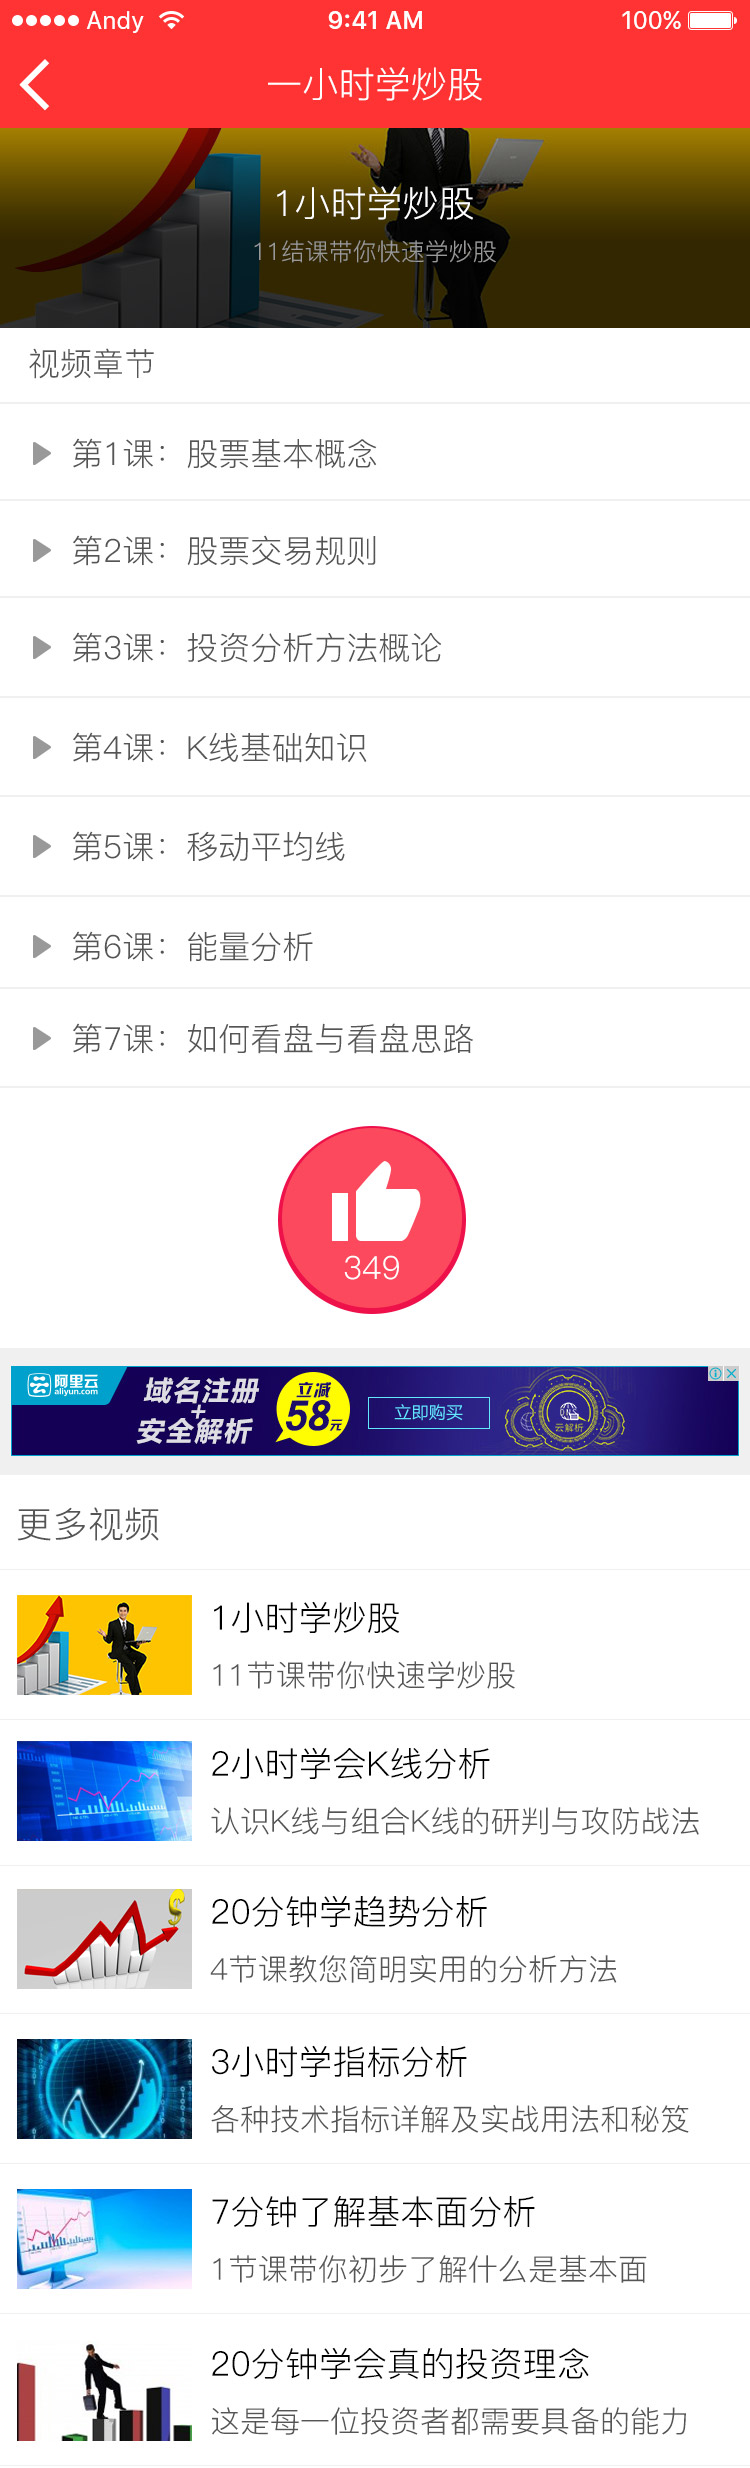 Andy 9:41 AM 100%
一小时学炒股
1小时学炒股
11结课带你快速学炒股
视频章节
第1课：股票基本概念
第2课：股票交易规则
第3课：投资分析方法概论
第4课：K线基础知识
第5课：移动平均线
第6课：能量分析
第7课：如何看盘与看盘思路
349
阿里云
aliyun.com
域名注册
+
安全解析
立减
58元
立即购买
云解析
更多视频
1小时学炒股
11节课带你快速学炒股
2小时学会K线分析
认识K线与组合K线的研判与攻防战法
20分钟学趋势分析
4节课教您简明实用的分析方法
3小时学指标分析
各种技术指标详解及实战用法和秘笈
7分钟了解基本面分析
1节课带你初步了解什么是基本面
20分钟学会真的投资理念
这是每一位投资者都需要具备的能力